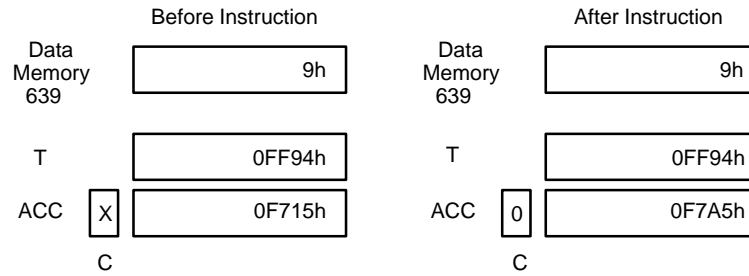 Before Instruction After Instruction
Data Memory 639 9h Data Memory 639 9h
T 0FF94h T 0FF94h
ACC X 0F715h ACC 0 0F7A5h
C C